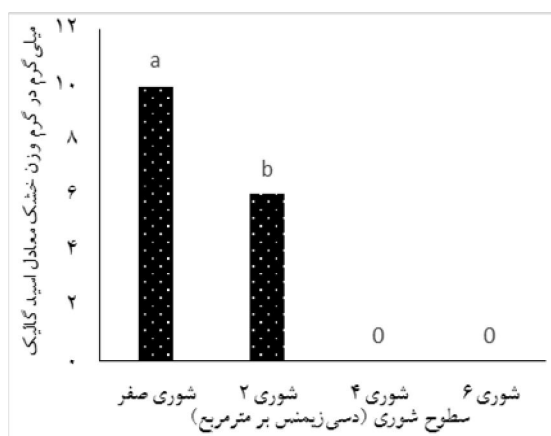 میلی گرم در گرم وزن خشک معادل اسید گالیک
۱۲
۱۰
۸
۶
۴
۲
۰
a
b
0
0
شوری صفر
شوری ۲
شوری ۴
شوری ۶
سطوح شوری (دسی‌زیمنس بر مترمربع)